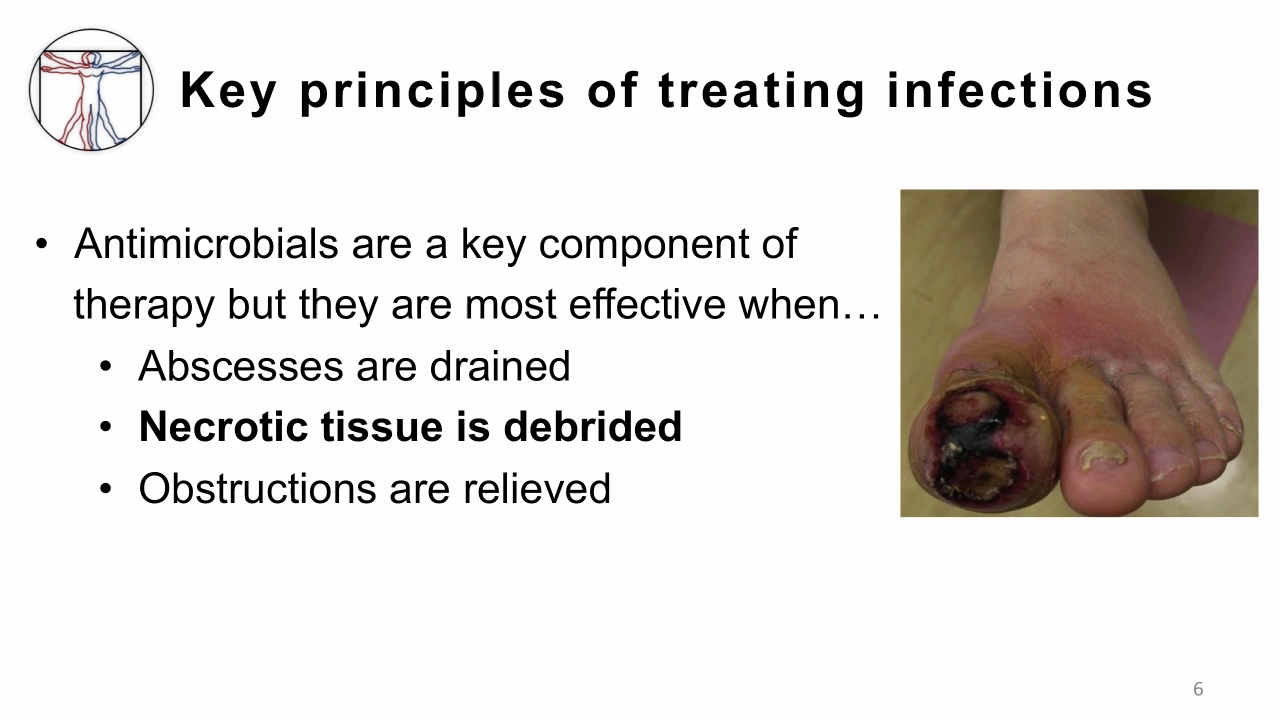 Key principles of treating infections
• Antimicrobials are a key component of
therapy but they are most effective when…
• Abscesses are drained
• Necrotic tissue is debrided
• Obstructions are relieved
6